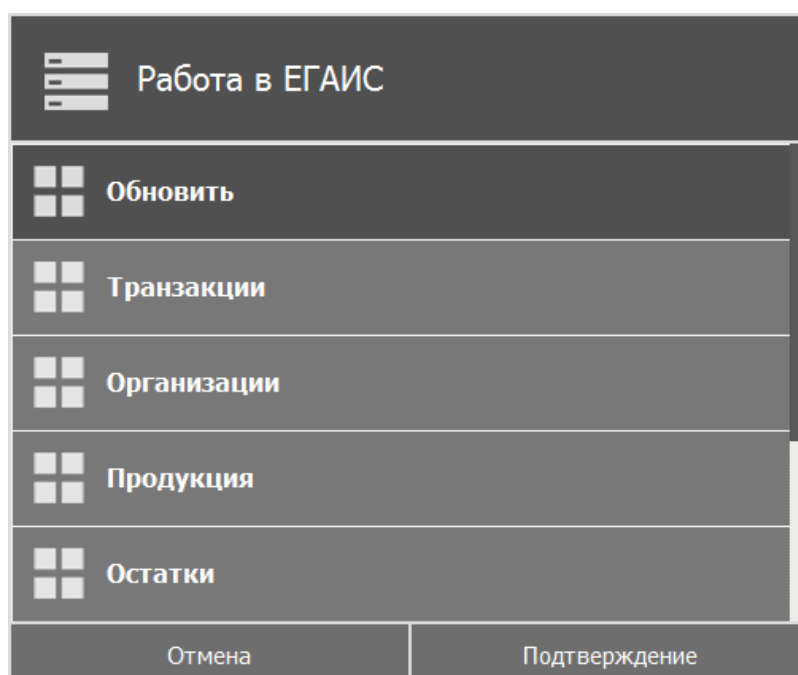 Работа в ЕГАИС
Обновить
Транзакции
Организации
Продукция
Остатки
Отмена
Подтверждение